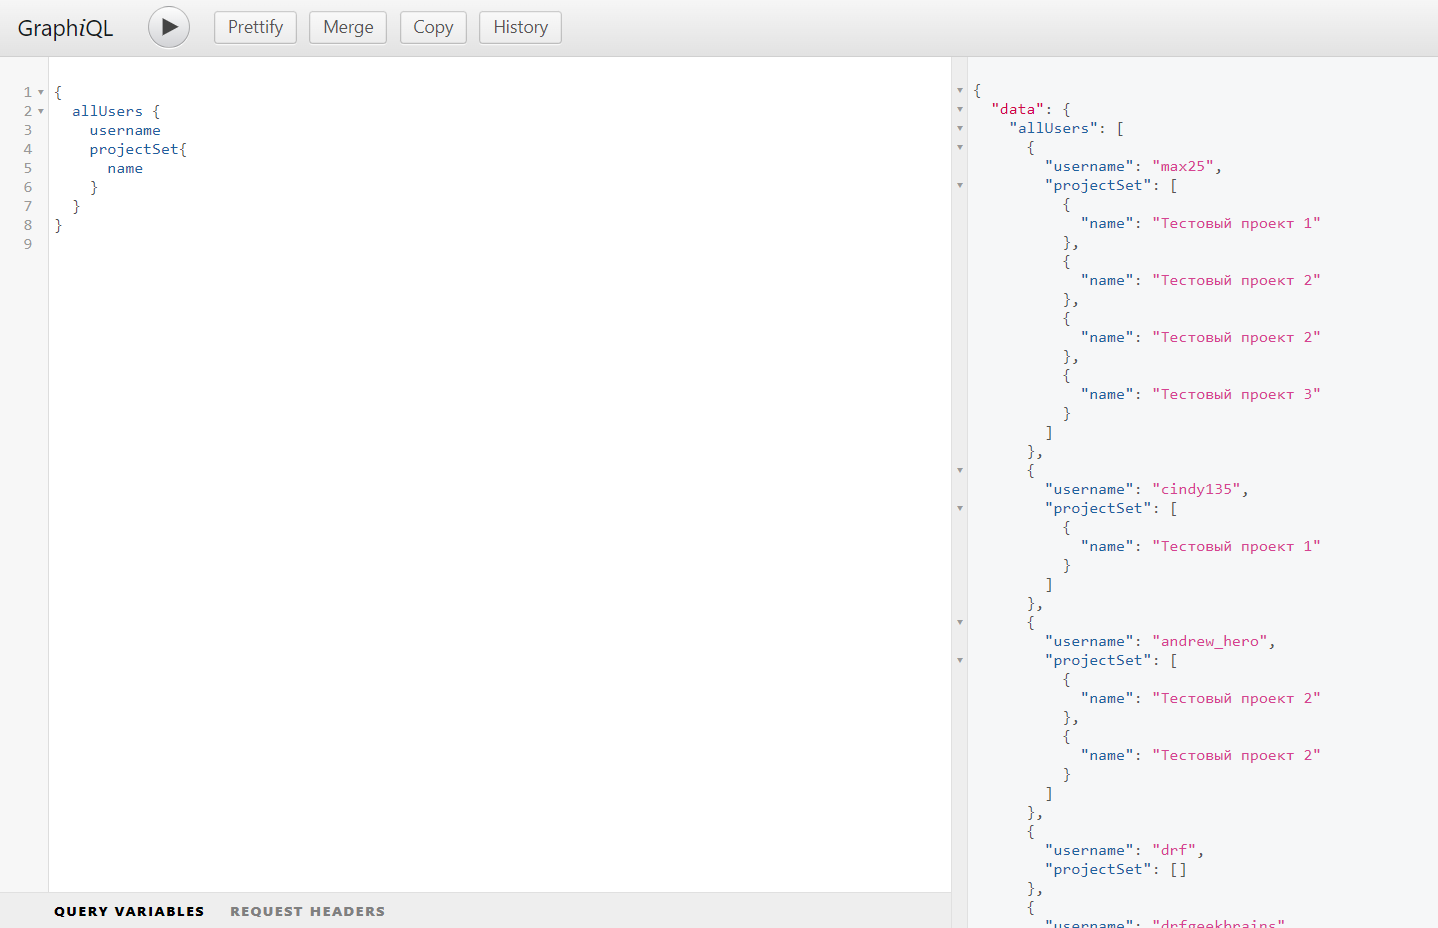 GraphiQL
Prettify
Merge
Copy
History
1 {
2   allUsers {
3     username
4     projectSet{
5       name
6     }
7   }
8 }
9
{
  "data": {
    "allUsers": [
      {
        "username": "max25",
        "projectSet": [
          {
            "name": "Тестовый проект 1"
          },
          {
            "name": "Тестовый проект 2"
          },
          {
            "name": "Тестовый проект 2"
          },
          {
            "name": "Тестовый проект 3"
          }
        ]
      },
      {
        "username": "cindy135",
        "projectSet": [
          {
            "name": "Тестовый проект 1"
          }
        ]
      },
      {
        "username": "andrew_hero",
        "projectSet": [
          {
            "name": "Тестовый проект 2"
          },
          {
            "name": "Тестовый проект 2"
          }
        ]
      },
      {
        "username": "drf",
        "projectSet": []
      },
      {
        "username": "drfgeekbrains"
QUERY VARIABLES
REQUEST HEADERS